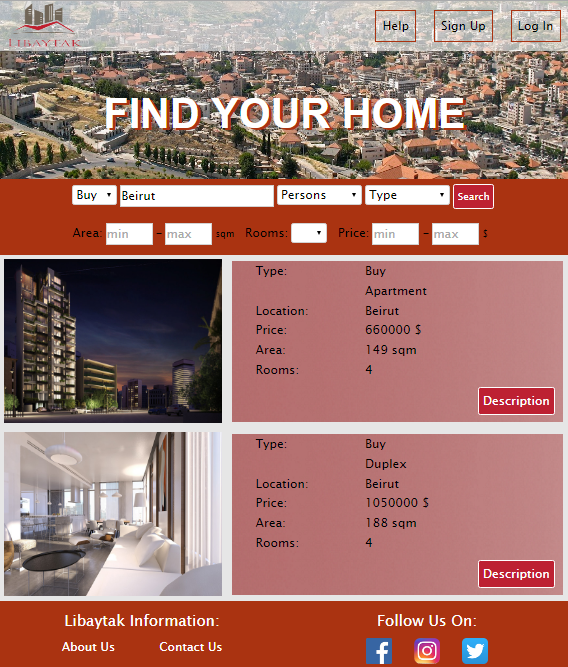 LIBAYTAK
Help Sign Up Log In
FIND YOUR HOME
Buy Beirut Persons Type Search
Area: min - max sqm Rooms: Price: min - max $
Type: Buy
Apartment
Location: Beirut
Price: 660000 $
Area: 149 sqm
Rooms: 4
Description
Type: Buy
Duplex
Location: Beirut
Price: 1050000 $
Area: 188 sqm
Rooms: 4
Description
Libaytak Information: Follow Us On:
About Us Contact Us